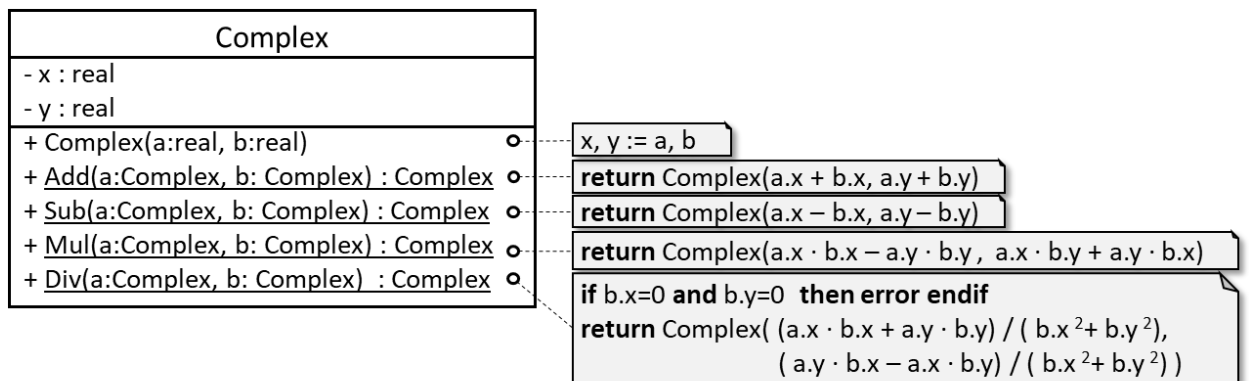 Complex
- x : real
- y : real
+ Complex(a:real, b:real)
x, y := a, b
+ Add(a:Complex, b: Complex) : Complex
return Complex(a.x + b.x, a.y + b.y)
+ Sub(a:Complex, b: Complex) : Complex
return Complex(a.x – b.x, a.y – b.y)
+ Mul(a:Complex, b: Complex) : Complex
return Complex(a.x · b.x – a.y · b.y , a.x · b.y + a.y · b.x)
+ Div(a:Complex, b: Complex) : Complex
if b.x=0 and b.y=0 then error endif
return Complex( (a.x · b.x + a.y · b.y) / ( b.x ²+ b.y ²),
( a.y · b.x – a.x · b.y) / ( b.x ²+ b.y ²) )